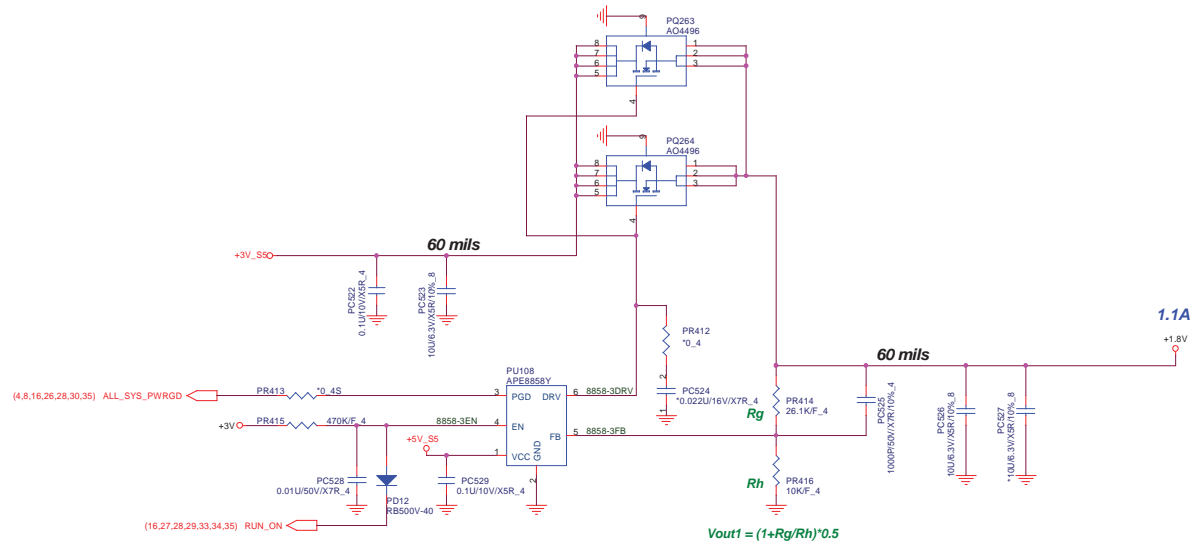 9
PQ263
AO4496
8
7
6
5
1
2
3
4
9
PQ264
AO4496
8
7
6
5
1
2
3
4
+3V_S5
60 mils
PC522
0.1U/10V/X5R_4
PC523
10U/6.3V/X5R/10%_8
PR412
*0_4
2
PC524
*0.022U/16V/X7R_4
1
1.1A
+1.8V
60 mils
PU108
APE8858Y
(4,8,16,26,28,30,35) ALL_SYS_PWRGD
PR413
*0_4S
3
PGD
DRV
6
8858-3DRV
+3V
PR415
470K/F_4
8858-3EN
4
EN
FB
5
8858-3FB
+5V_S5
1
VCC
GND
2
Rg
PR414
26.1K/F_4
PC525
1000P/50V/X7R/10%_4
PC526
10U/6.3V/X5R/10%_8
PC527
*10U/6.3V/X5R/10%_8
PC528
0.01U/50V/X7R_4
PD12
RB500V-40
PC529
0.1U/10V/X5R_4
Rh
PR416
10K/F_4
(16,27,28,29,33,34,35) RUN_ON
Vout1 = (1+Rg/Rh)*0.5